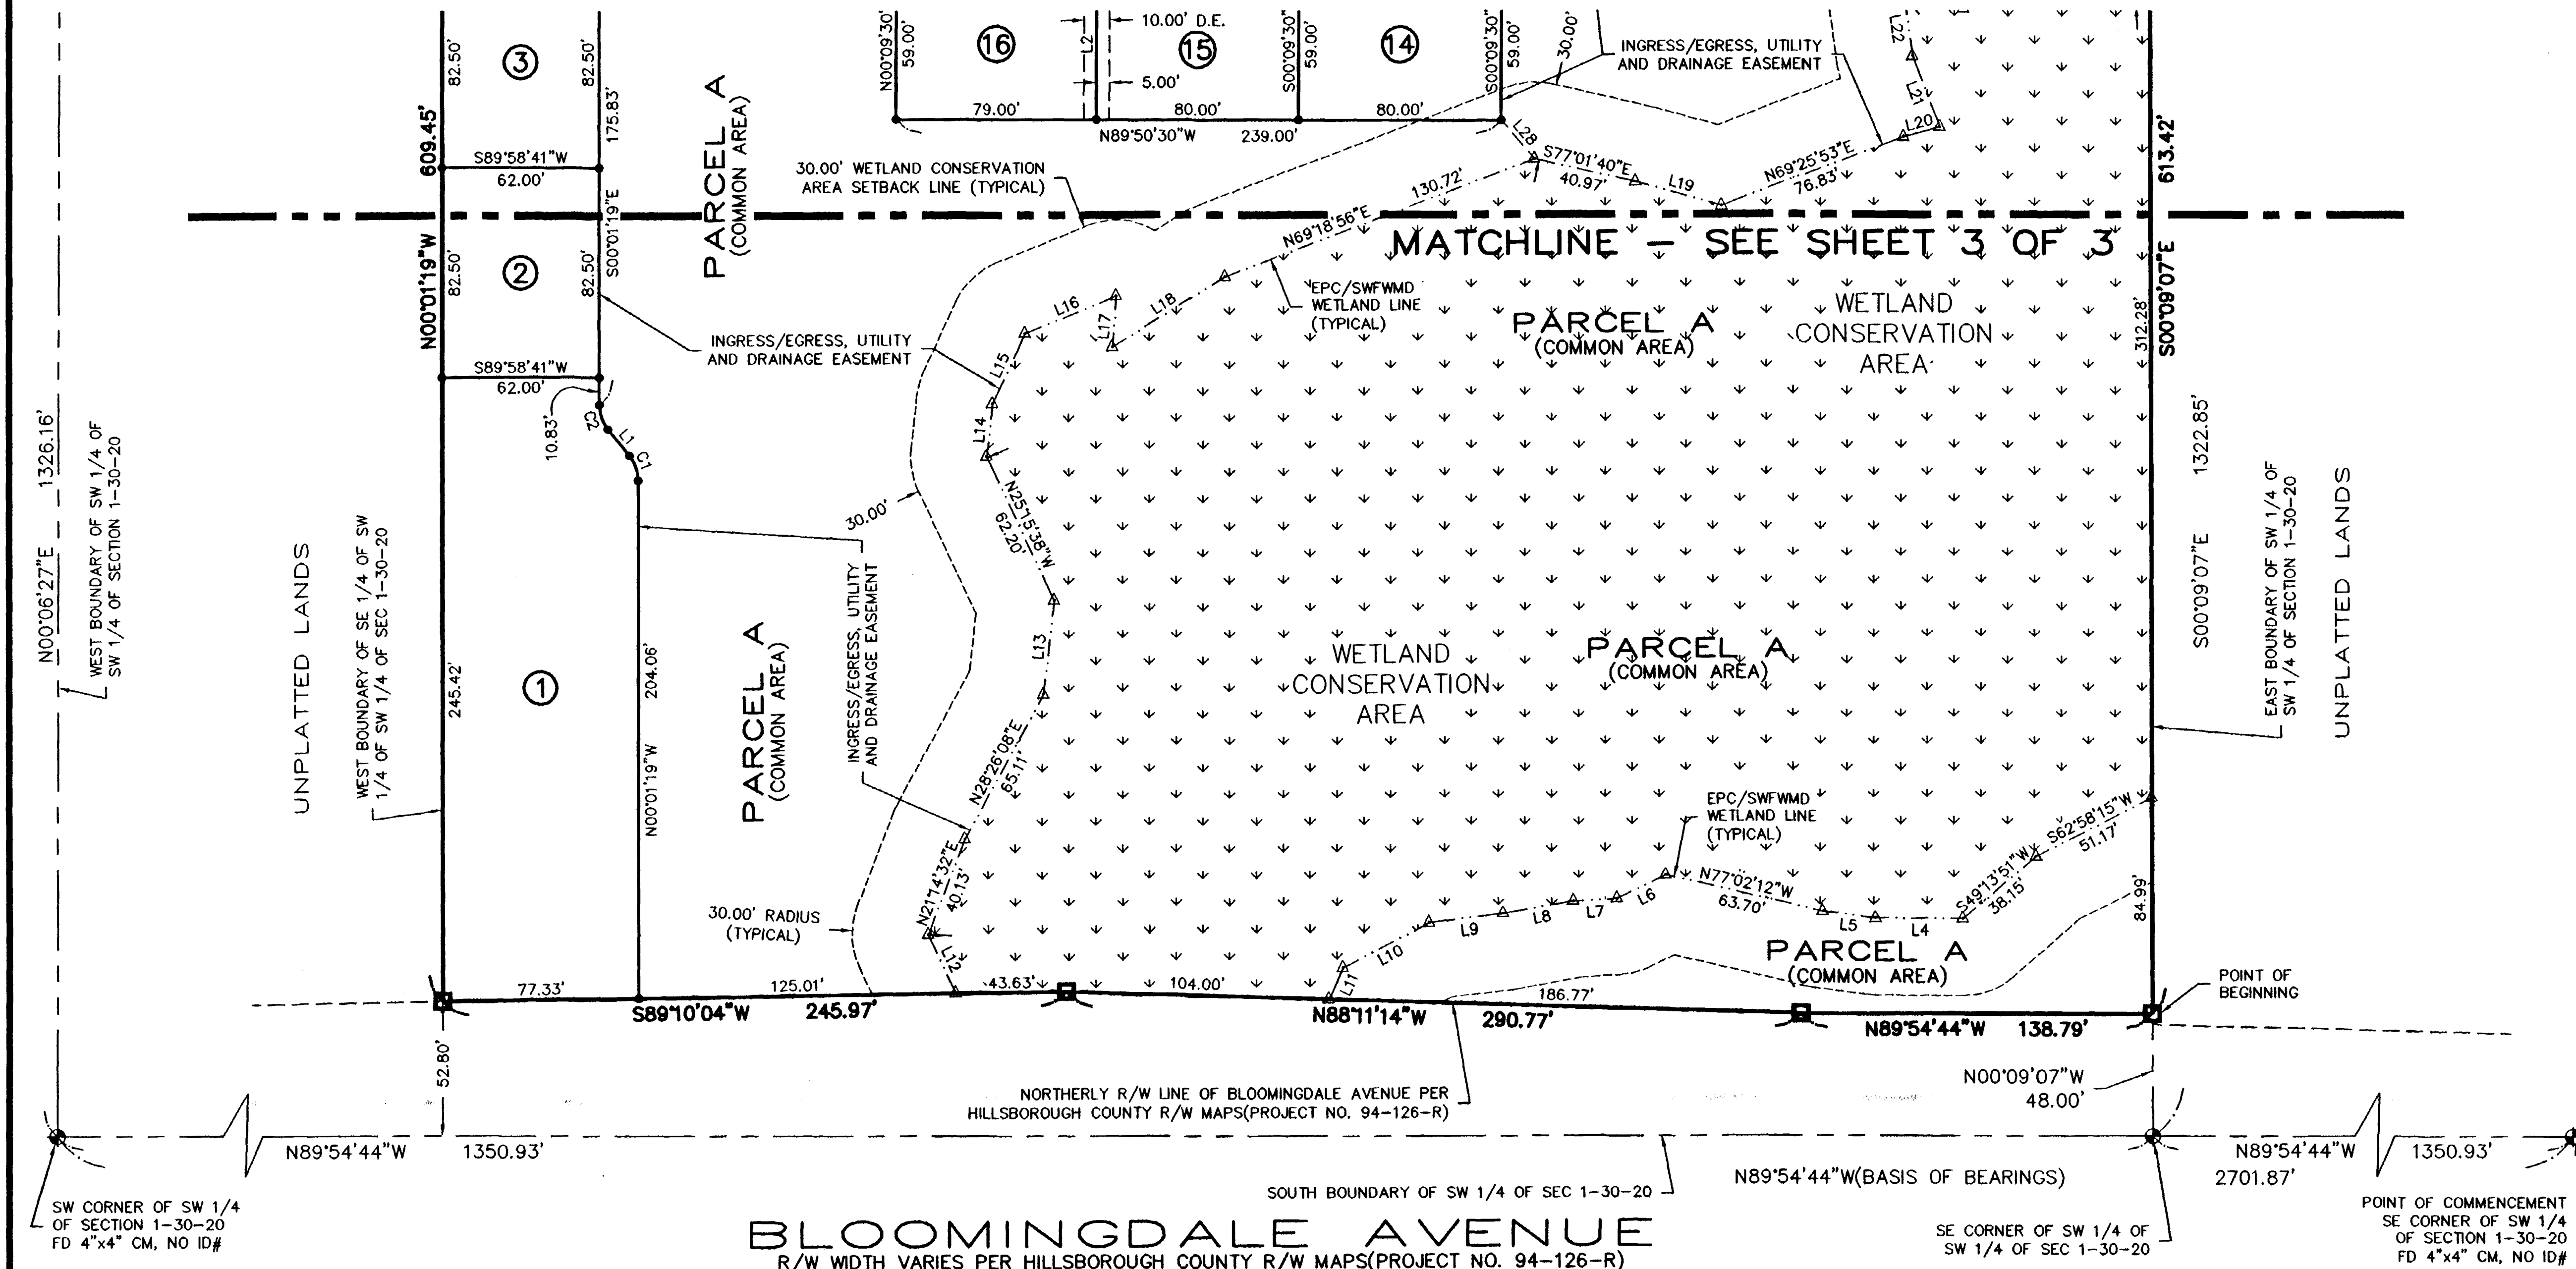 82.50'
3
82.50'
175.83'
609.45'
S89°58'41"W
62.00'
PARCEL A
(COMMON AREA)
N00°09'30"
59.00'
16
L2
10.00' D.E.
15
5.00'
S00°09'30"
59.00'
14
S00°09'30"
59.00'
30.00'
79.00'
80.00'
80.00'
N89°50'30"W 239.00'
INGRESS/EGRESS, UTILITY
AND DRAINAGE EASEMENT
L22
L21
L20
L28
30.00' WETLAND CONSERVATION
AREA SETBACK LINE (TYPICAL)
130.72'
N69°18'56"E
S77°01'40"E
40.97'
L19
N69°25'53"E
76.83'
613.42'
S00°09'07"E
312.28'
MATCHLINE - SEE SHEET 3 OF 3
N00°01'19"W
82.50'
2
82.50'
S00°01'19"E
S89°58'41"W
62.00'
10.83'
C2
L1
C1
INGRESS/EGRESS, UTILITY
AND DRAINAGE EASEMENT
L16
L17
L18
L15
L14
EPC/SWFWMD
WETLAND LINE
(TYPICAL)
PARCEL A
(COMMON AREA)
WETLAND
CONSERVATION
AREA
N00°06'27"E 1326.16'
WEST BOUNDARY OF SW 1/4 OF
SW 1/4 OF SECTION 1-30-20
UNPLATTED LANDS
WEST BOUNDARY OF SE 1/4 OF SW
1/4 OF SW 1/4 OF SEC 1-30-20
245.42'
1
204.06'
N00°01'19"W
PARCEL A
(COMMON AREA)
INGRESS/EGRESS, UTILITY
AND DRAINAGE EASEMENT
30.00'
N25°15'38"W
62.20'
L13
N28°26'08"E
65.11'
N21°14'32"E
40.13'
L12
30.00' RADIUS
(TYPICAL)
WETLAND
CONSERVATION
AREA
PARCEL A
(COMMON AREA)
S00°09'07"E 1322.85'
EAST BOUNDARY OF SW 1/4 OF
SW 1/4 OF SECTION 1-30-20
UNPLATTED LANDS
EPC/SWFWMD
WETLAND LINE
(TYPICAL)
S62°58'15"W
51.17'
S49°13'51"W
38.15'
N77°02'12"W
63.70'
L11
L10
L9
L8
L7
L6
L5
L4
84.99'
PARCEL A
(COMMON AREA)
POINT OF
BEGINNING
77.33'
125.01'
43.63'
104.00'
186.77'
S89°10'04"W 245.97'
N88°11'14"W 290.77'
N89°54'44"W 138.79'
52.80'
NORTHERLY R/W LINE OF BLOOMINGDALE AVENUE PER
HILLSBOROUGH COUNTY R/W MAPS(PROJECT NO. 94-126-R)
N00°09'07"W
48.00'
N89°54'44"W 1350.93'
N89°54'44"W 1350.93'
N89°54'44"W(BASIS OF BEARINGS)
2701.87'
SOUTH BOUNDARY OF SW 1/4 OF SEC 1-30-20
SW CORNER OF SW 1/4
OF SECTION 1-30-20
FD 4"x4" CM, NO ID#
BLOOMINGDALE AVENUE
R/W WIDTH VARIES PER HILLSBOROUGH COUNTY R/W MAPS(PROJECT NO. 94-126-R)
SE CORNER OF SW 1/4 OF
SW 1/4 OF SEC 1-30-20
POINT OF COMMENCEMENT
SE CORNER OF SW 1/4
OF SECTION 1-30-20
FD 4"x4" CM, NO ID#